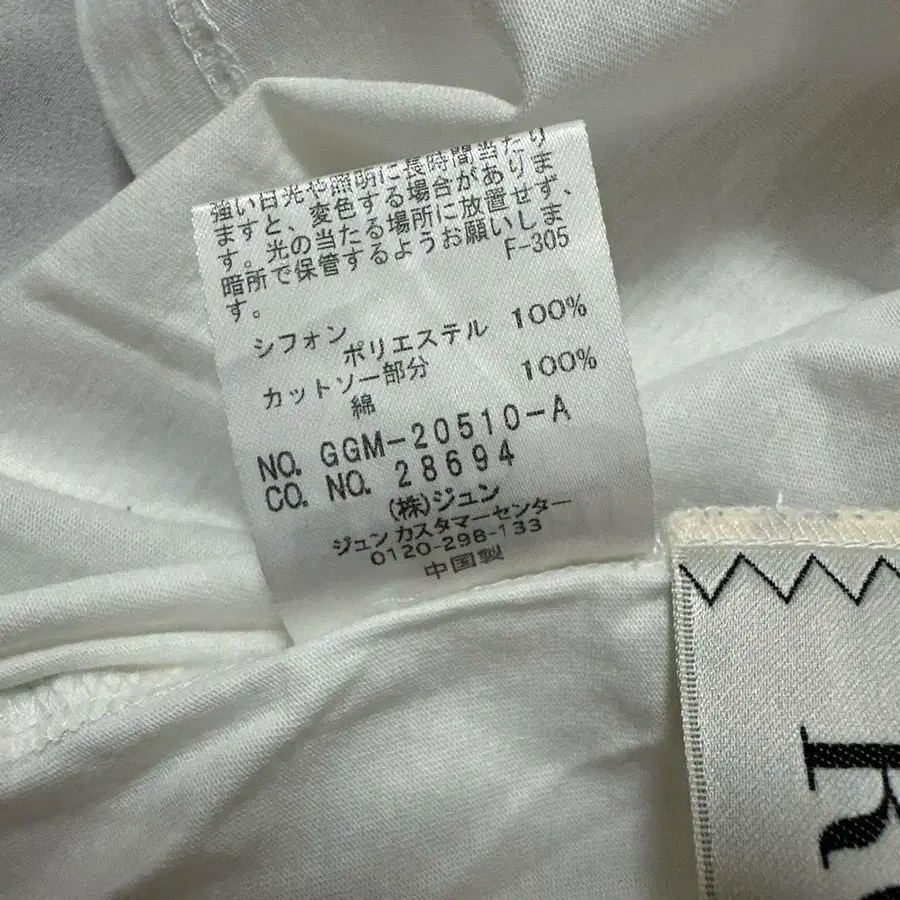 強い日光や照明に長時間当たり
ますと、変色する場合がありま
す。光の当たる場所に放置せず、
暗所で保管するようお願いしま
す。
F-305
シフォン
ポリエステル 100%
カットソー部分
綿 100%
NO. GGM-20510-A
CO. NO. 28694
(株)ジュン
ジュン カスタマーセンター
0120-298-133
中国製